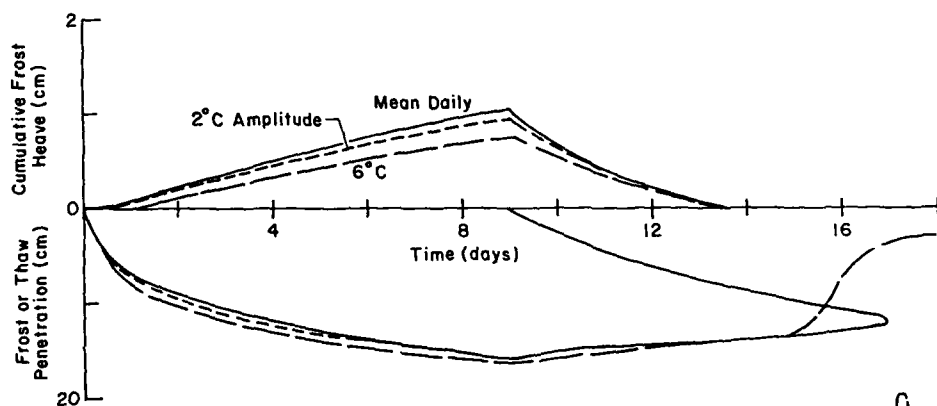 2
Cumulative Frost
Heave (cm)
Mean Daily
2°C Amplitude
6°C
0
4
8
12
16
Time (days)
Frost or Thaw
Penetration (cm)
20